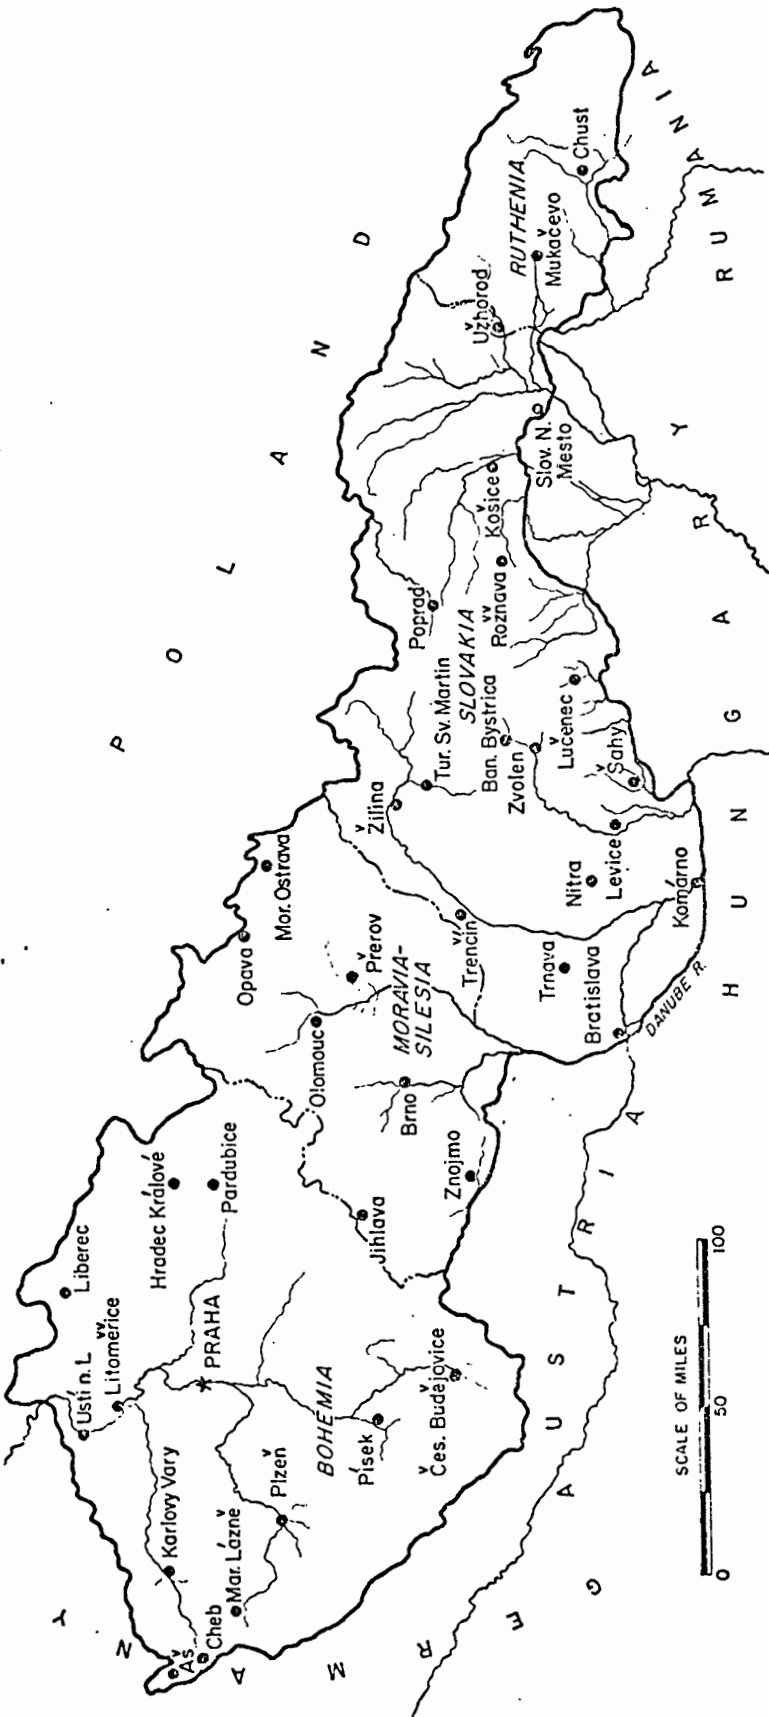 GERMANY
POLAND
AUSTRIA
HUNGARY
RUMANIA
BOHEMIA
MORAVIA-
SILESIA
SLOVAKIA
RUTHENIA
Aš
Cheb
Karlovy Vary
Mar. Lázně
Plzeň
Ústí n. L
Litoměřice
Liberec
PRAHA
Písek
Čes. Budějovice
Hradec Králové
Pardubice
Jihlava
Znojmo
Brno
Olomouc
Opava
Mor. Ostrava
Přerov
Trenčín
Trnava
Bratislava
DANUBE R.
Nitra
Levice
Komárno
Žilina
Tur. Sv. Martin
Ban. Bystrica
Zvolen
Lučenec
Šahy
Poprad
Rožňava
Košice
Slov. N.
Mesto
Užhorod
Mukačevo
Chust
SCALE OF MILES
0 50 100